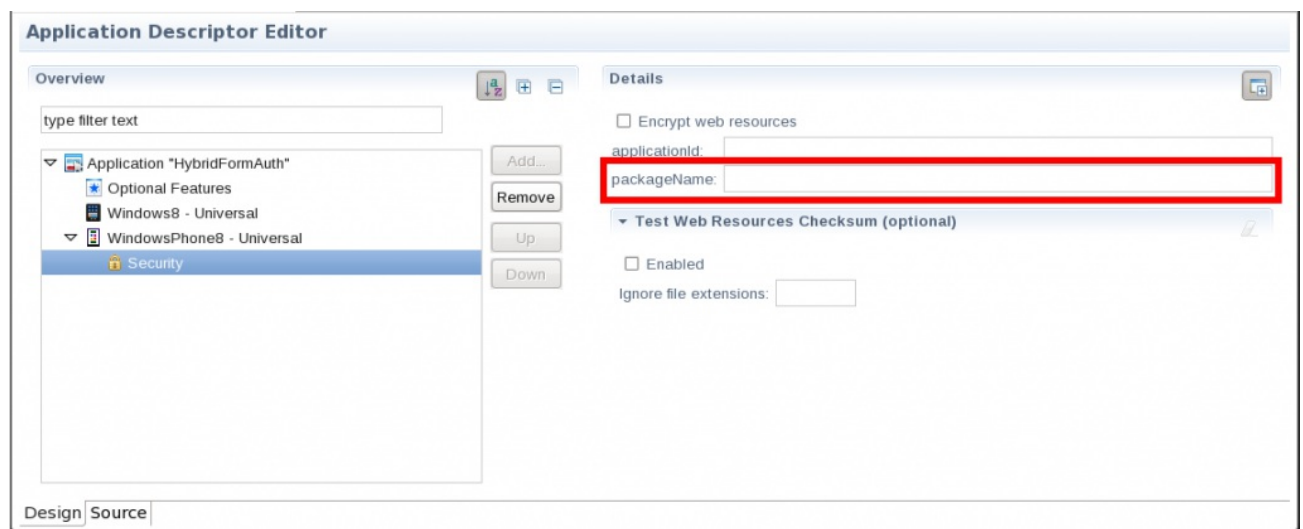 Application Descriptor Editor
Overview
type filter text
Application "HybridFormAuth"
Optional Features
Windows8 - Universal
WindowsPhone8 - Universal
Security
Add...
Remove
Up
Down
Details
Encrypt web resources
applicationId:
packageName:
Test Web Resources Checksum (optional)
Enabled
Ignore file extensions:
Design Source